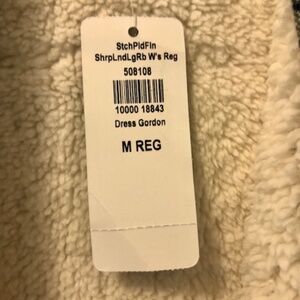 StchPldFln
ShrpLndLgRb W's Reg
508108
10000 18843
Dress Gordon
M REG